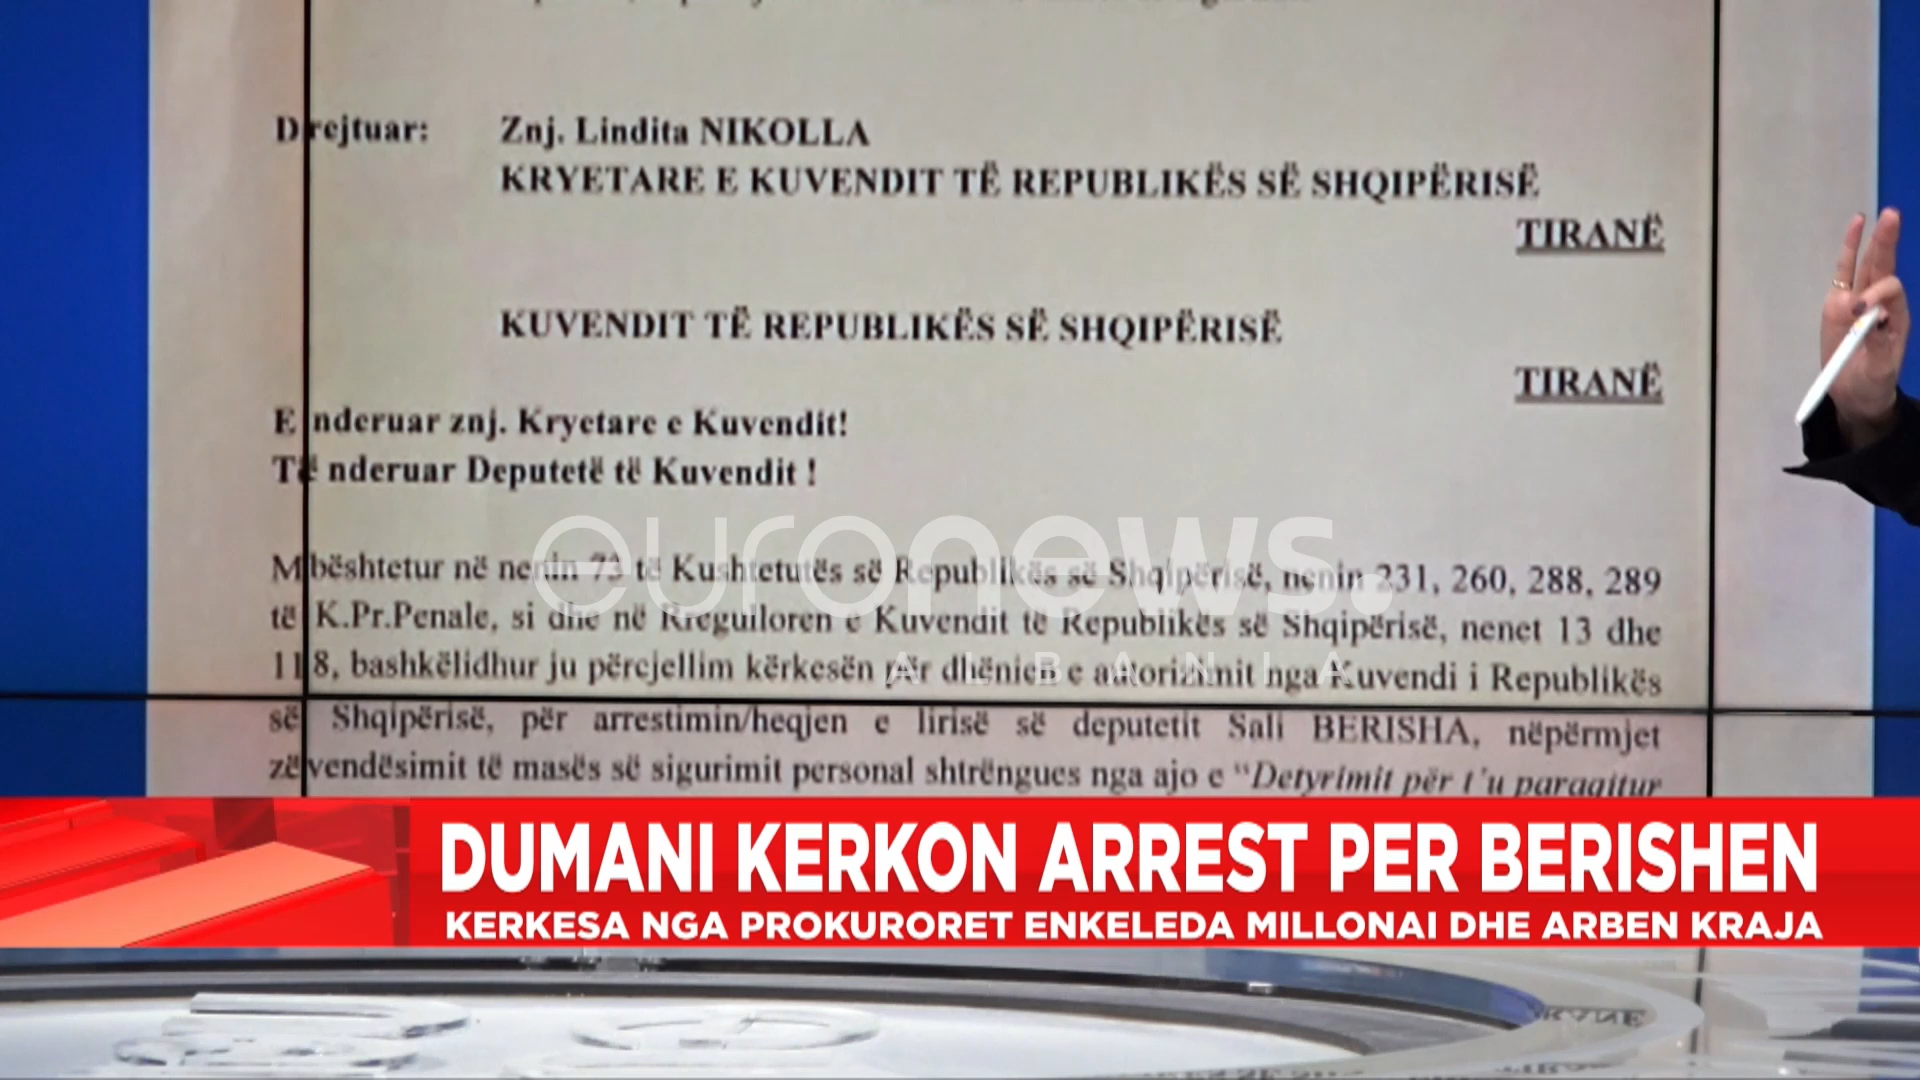 Drejtuar: Znj. Lindita NIKOLLA
KRYETARE E KUVENDIT TË REPUBLIKËS SË SHQIPËRISË
TIRANË
KUVENDIT TË REPUBLIKËS SË SHQIPËRISË
TIRANË
E nderuar znj. Kryetare e Kuvendit!
Të nderuar Deputetë të Kuvendit !
Mbështetur në nenin 73 të Kushtetutës së Republikës së Shqipërisë, nenin 231, 260, 288, 289
të K.Pr.Penale, si dhe në Rregulloren e Kuvendit të Republikës së Shqipërisë, nenet 13 dhe
118, bashkëlidhur ju përcjellim kërkesën për dhënien e autorizimit nga Kuvendi i Republikës
së Shqipërisë, për arrestimin/heqjen e lirisë së deputetit Sali BERISHA, nëpërmjet
zëvendësimit të masës së sigurimit personal shtrëngues nga ajo e “Detyrimit për t’u paraqitur
euronews.
ALBANIA
DUMANI KERKON ARREST PER BERISHEN
KERKESA NGA PROKURORET ENKELEDA MILLONAI DHE ARBEN KRAJA